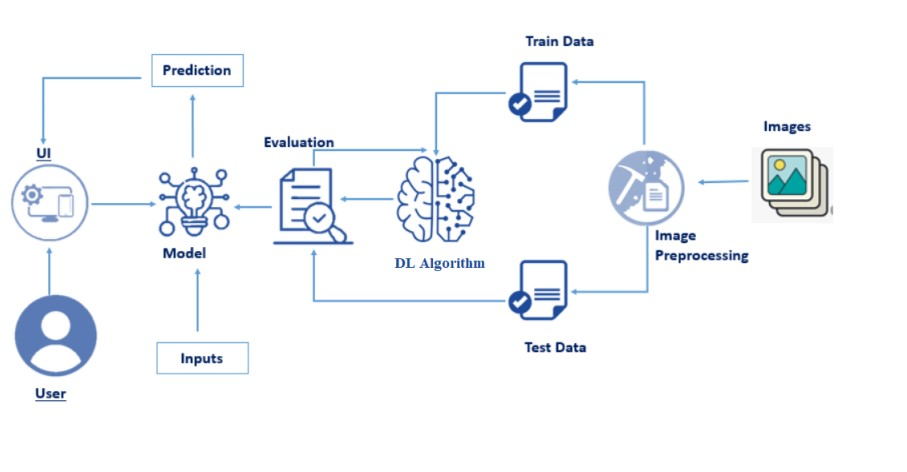 Train Data
Prediction
Images
Evaluation
UI
Model
Image
Preprocessing
DL Algorithm
Inputs
Test Data
User